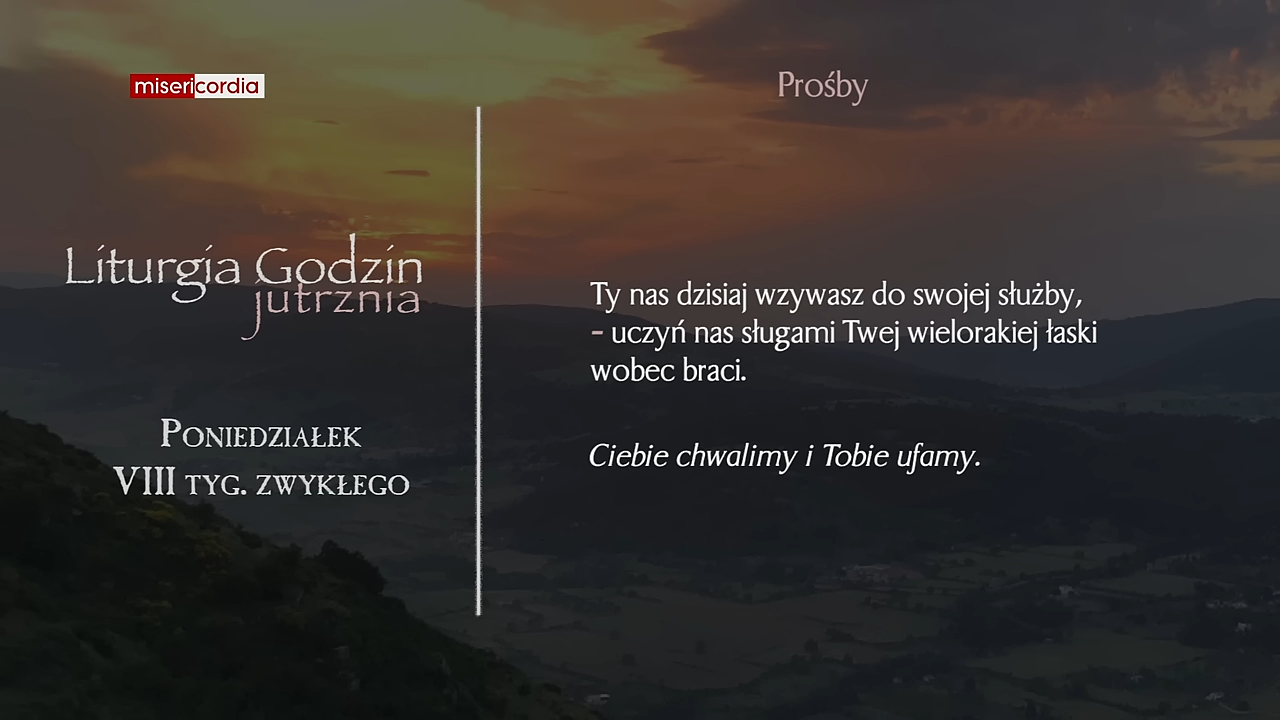 misericordia
Liturgia Godzin
jutrznia
Poniedziałek
VIII tyg. zwykłego
Prośby
Ty nas dzisiaj wzywasz do swojej służby,
- uczyń nas sługami Twej wielorakiej łaski
wobec braci.
Ciebie chwalimy i Tobie ufamy.